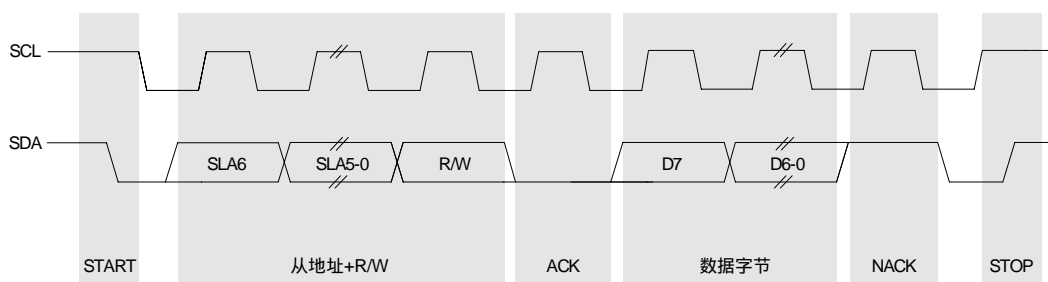 SCL
SDA
SLA6 SLA5-0 R/W D7 D6-0
START 从地址+R/W ACK 数据字节 NACK STOP